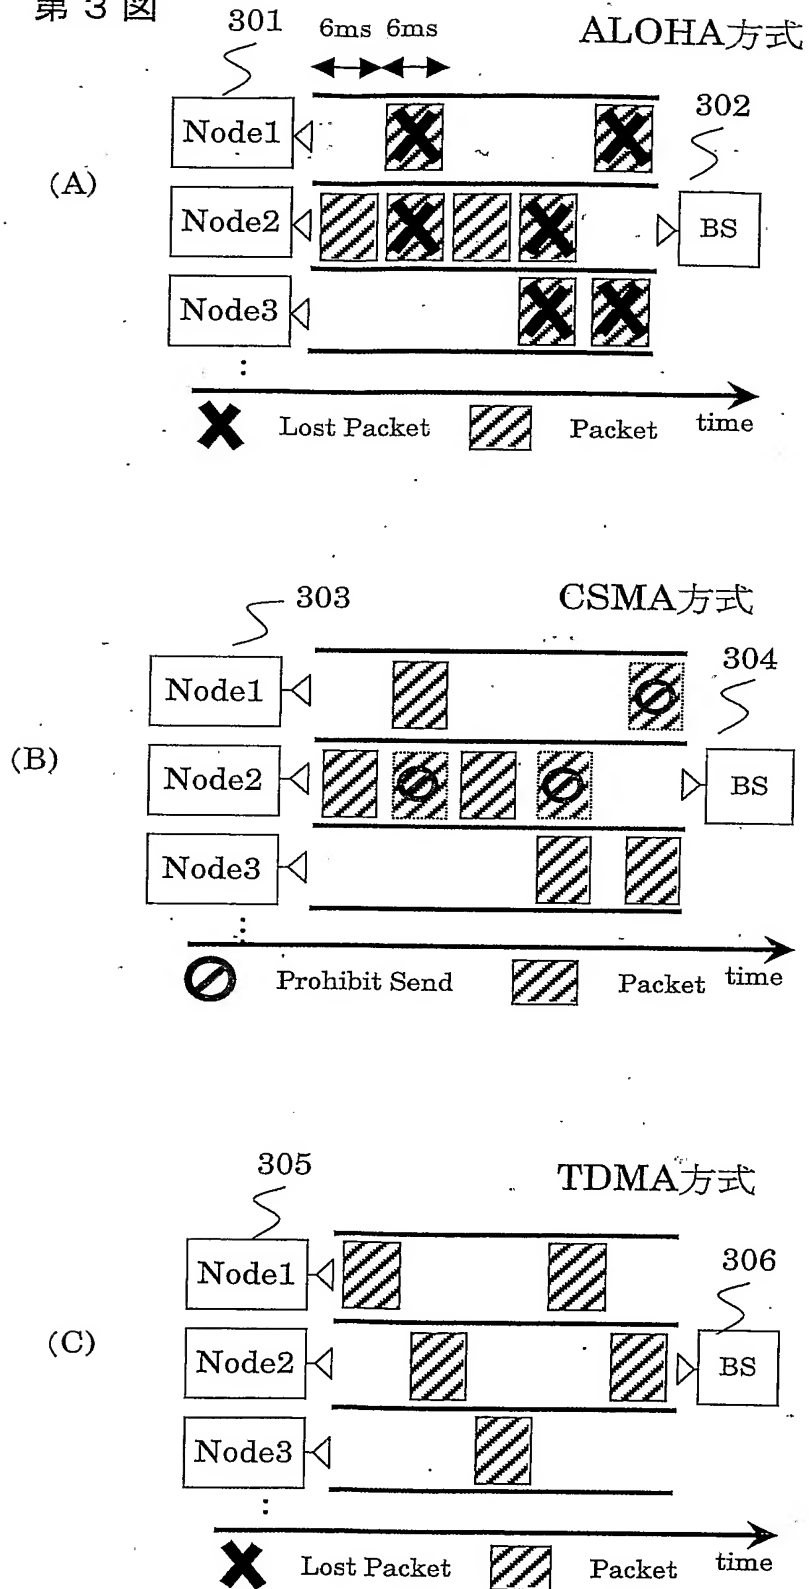 第3図
301
6ms 6ms
ALOHA方式
302
(A)
Node1
Node2
BS
Node3
:
Lost Packet
Packet
time
303
CSMA方式
304
(B)
Node1
Node2
BS
Node3
:
Prohibit Send
Packet
time
305
TDMA方式
306
(C)
Node1
Node2
BS
Node3
:
Lost Packet
Packet
time